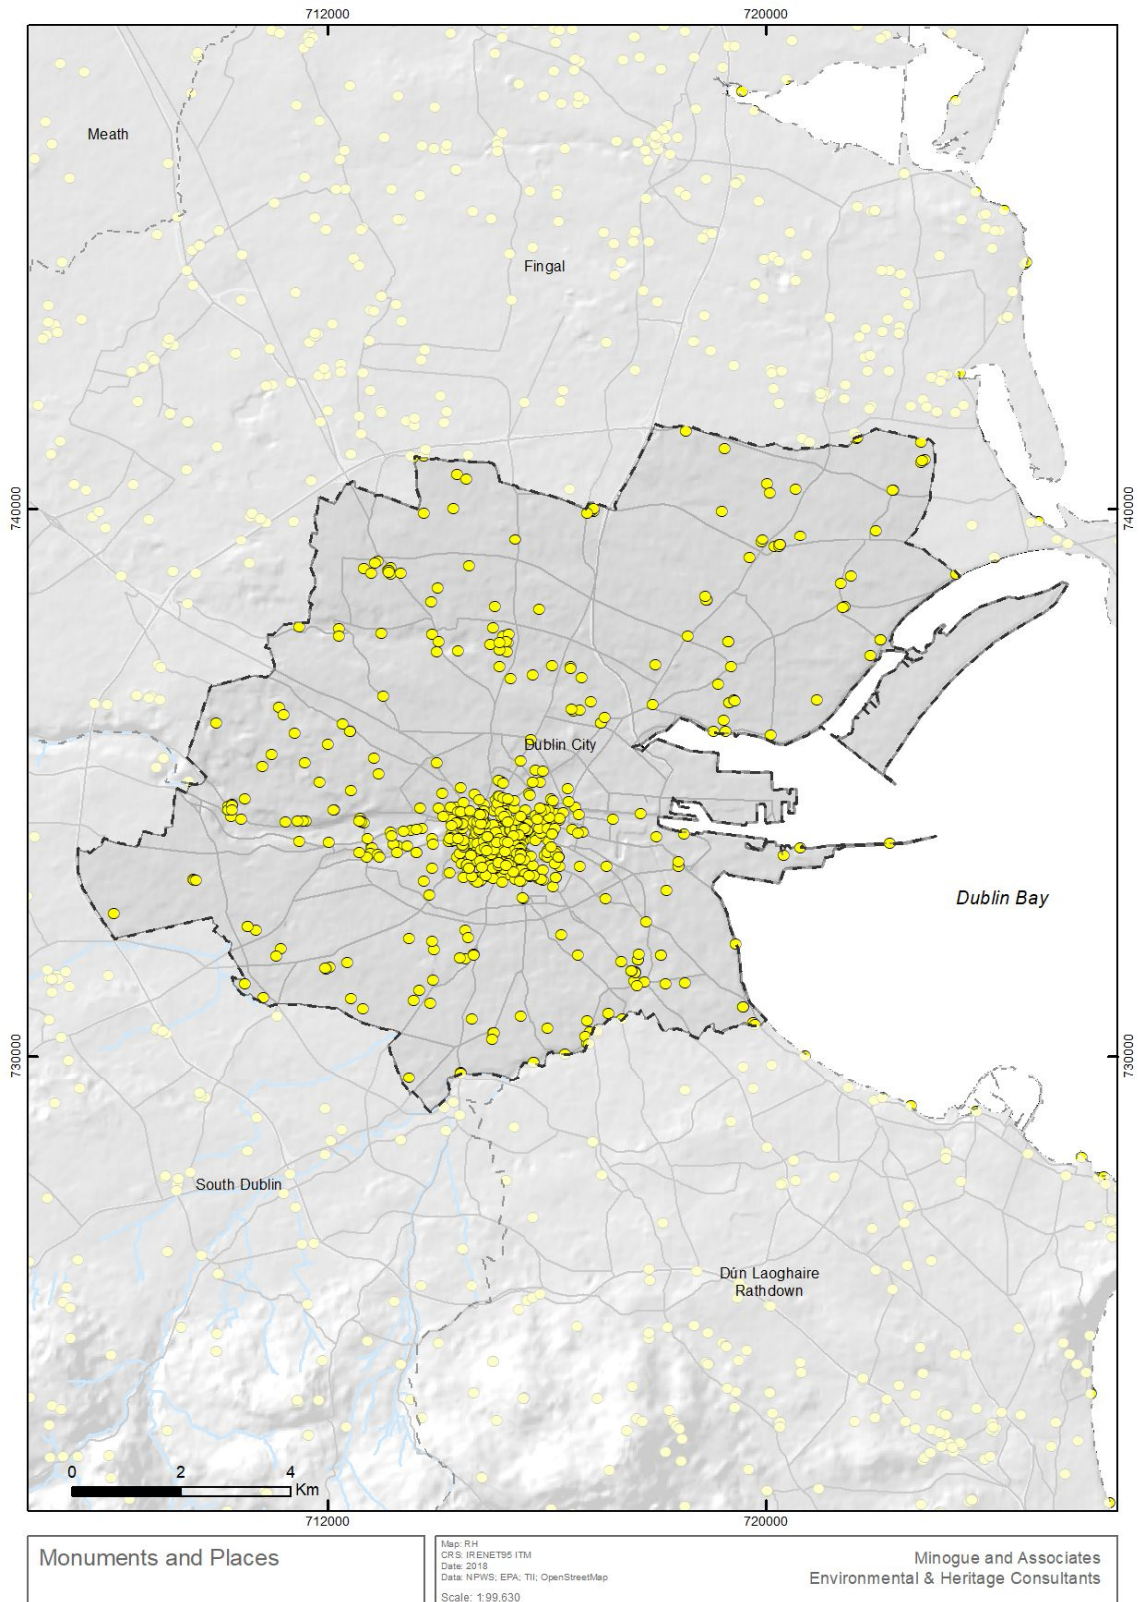 712000
720000
Meath
Fingal
740000
740000
Dublin City
Dublin Bay
730000
730000
South Dublin
Dún Laoghaire
Rathdown
0 2 4
Km
712000
720000
Monuments and Places
Map: RH
CRS: IRENET95 ITM
Date: 2018
Data: NPWS; EPA; TII; OpenStreetMap
Scale: 1:99,630
Minogue and Associates
Environmental & Heritage Consultants